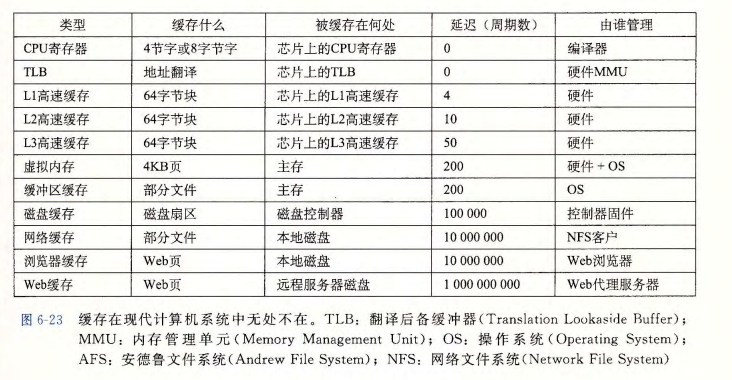 类型 缓存什么 被缓存在何处 延迟（周期数） 由谁管理
CPU寄存器 4节字或8字节字 芯片上的CPU寄存器 0 编译器
TLB 地址翻译 芯片上的TLB 0 硬件MMU
L1高速缓存 64字节块 芯片上的L1高速缓存 4 硬件
L2高速缓存 64字节块 芯片上的L2高速缓存 10 硬件
L3高速缓存 64字节块 芯片上的L3高速缓存 50 硬件
虚拟内存 4KB页 主存 200 硬件 + OS
缓冲区缓存 部分文件 主存 200 OS
磁盘缓存 磁盘扇区 磁盘控制器 100 000 控制器固件
网络缓存 部分文件 本地磁盘 10 000 000 NFS客户
浏览器缓存 Web页 本地磁盘 10 000 000 Web浏览器
Web缓存 Web页 远程服务器磁盘 1 000 000 000 Web代理服务器
图 6-23 缓存在现代计算机系统中无处不在。TLB：翻译后备缓冲器(Translation Lookaside Buffer)；
MMU：内存管理单元(Memory Management Unit)；OS：操作系统(Operating System)；
AFS：安德鲁文件系统(Andrew File System)；NFS：网络文件系统(Network File System)